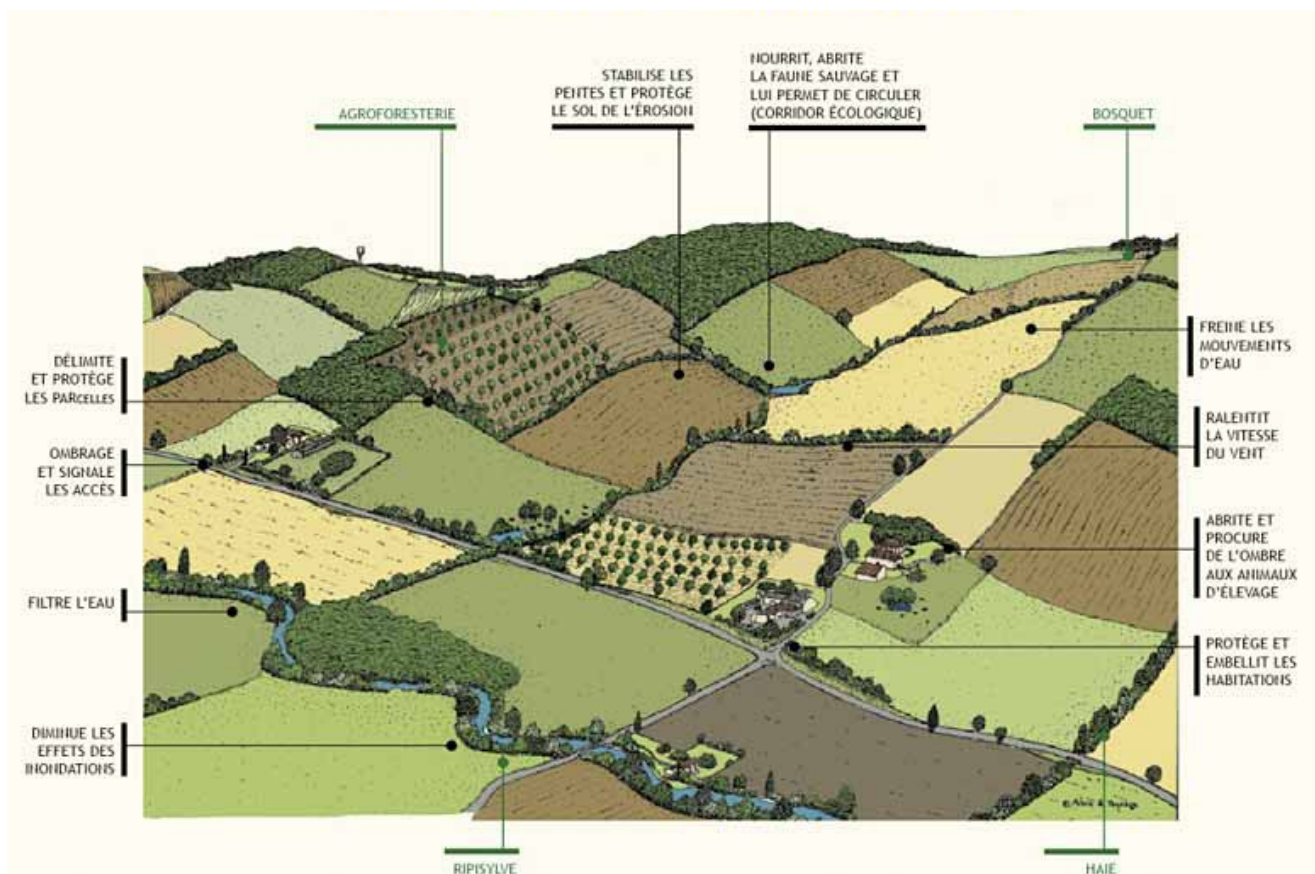 NOURRIT, ABRITE
LA FAUNE SAUVAGE ET
LUI PERMET DE CIRCULER
(CORRIDOR ÉCOLOGIQUE)
STABILISE LES
PENTES ET PROTÈGE
LE SOL DE L'ÉROSION
AGROFORESTERIE
BOSQUET
DÉLIMITE
ET PROTÈGE
LES PARCELLES
OMBRAGE
ET SIGNALE
LES ACCÈS
FILTRE L'EAU
DIMINUE LES
EFFETS DES
INONDATIONS
FREINE LES
MOUVEMENTS
D'EAU
RALENTIT
LA VITESSE
DU VENT
ABRITE ET
PROCURE
DE L'OMBRE
AUX ANIMAUX
D'ÉLEVAGE
PROTÈGE ET
EMBELLIT LES
HABITATIONS
RIPISYLVE
HAIE